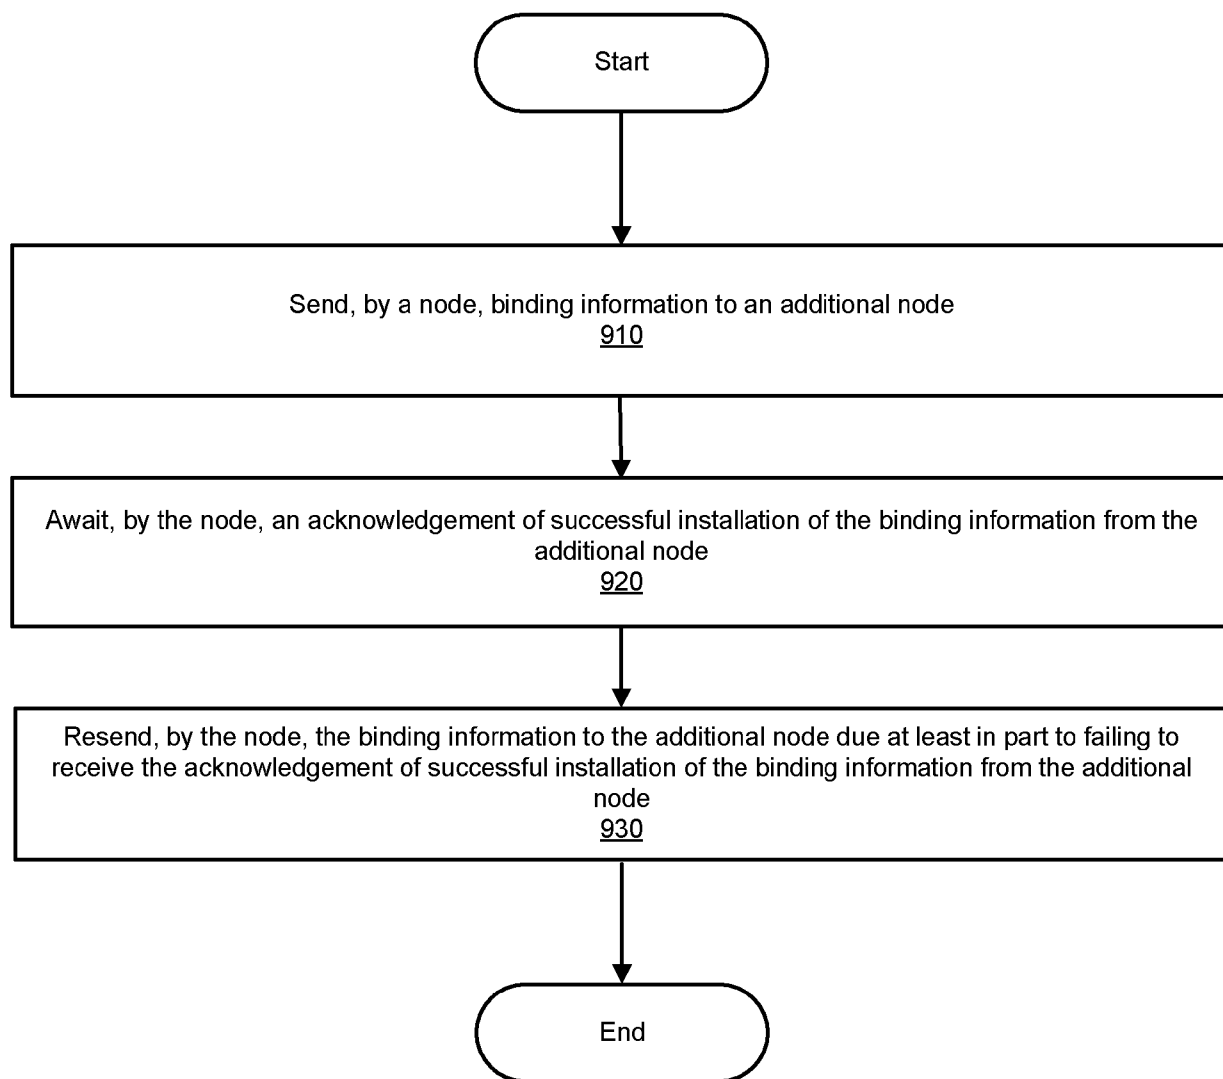 Start
Send, by a node, binding information to an additional node
910
Await, by the node, an acknowledgement of successful installation of the binding information from the
additional node
920
Resend, by the node, the binding information to the additional node due at least in part to failing to
receive the acknowledgement of successful installation of the binding information from the additional
node
930
End